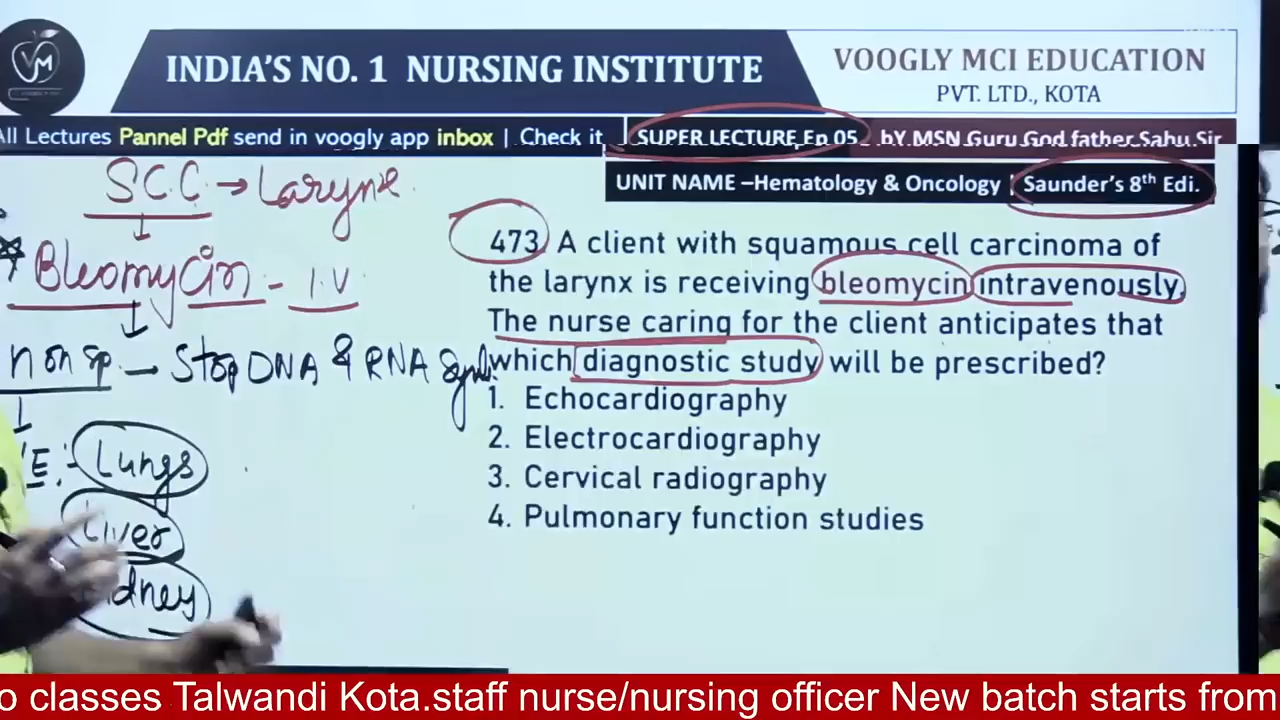 VM
INDIA'S NO. 1 NURSING INSTITUTE
VOOGLY MCI EDUCATION
PVT. LTD., KOTA
All Lectures Pannel Pdf send in voogly app inbox | Check it
SUPER LECTURE,Ep 05 bY MSN Guru God father Sahu Sir
UNIT NAME –Hematology & Oncology | Saunder's 8th Edi.
SCC → Larynx
Bleomycin - I.V
non sp → Stop DNA & RNA Synth.
E:- Lungs
Liver
idney
473. A client with squamous cell carcinoma of
the larynx is receiving bleomycin intravenously.
The nurse caring for the client anticipates that
which diagnostic study will be prescribed?
1. Echocardiography
2. Electrocardiography
3. Cervical radiography
4. Pulmonary function studies
o classes Talwandi Kota.staff nurse/nursing officer New batch starts from